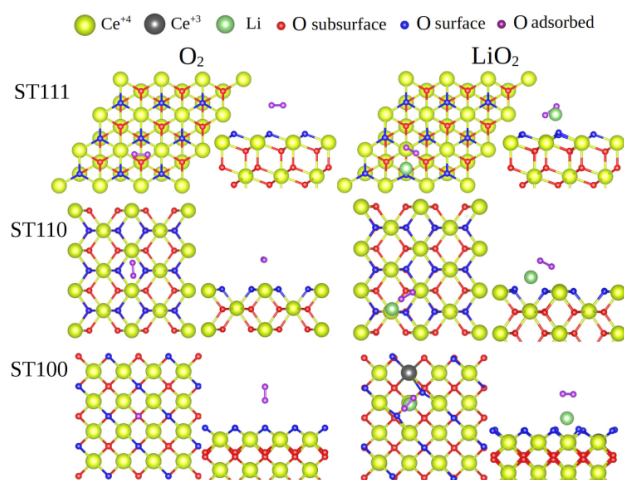 Ce⁺⁴ Ce⁺³ Li O subsurface O surface O adsorbed
O₂ LiO₂
ST111
ST110
ST100